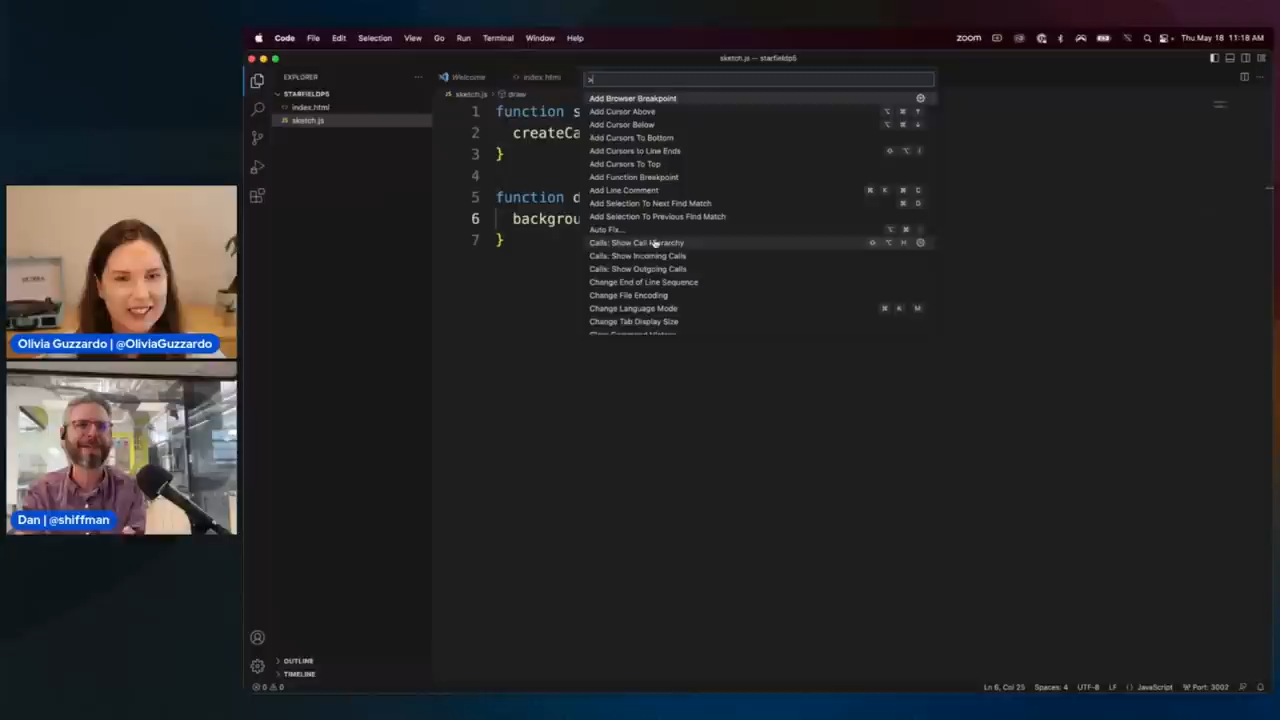 Code File Edit Selection View Go Run Terminal Window Help
zoom
Thu May 18 11:18 AM
sketch.js — starfieldp5
EXPLORER
STARFIELDP5
index.html
sketch.js
Welcome
index.htm
sketch.js > draw
1 function s
2 createCa
3 }
4
5 function d
6 backgrou
7 }
>
Add Browser Breakpoint
Add Cursor Above
Add Cursor Below
Add Cursors To Bottom
Add Cursors to Line Ends
Add Cursors To Top
Add Function Breakpoint
Add Line Comment
Add Selection To Next Find Match
Add Selection To Previous Find Match
Auto Fix...
Calls: Show Call Hierarchy
Calls: Show Incoming Calls
Calls: Show Outgoing Calls
Change End of Line Sequence
Change File Encoding
Change Language Mode
Change Tab Display Size
⌥ ⌘ ↑
⌥ ⌘ ↓
⇧ ⌥ I
⌘ K ⌘ C
⌘ D
⌥ ⌘ .
⇧ ⌥ H
⌘ K M
Olivia Guzzardo | @OliviaGuzzardo
Dan | @shiffman
OUTLINE
TIMELINE
0 0
Ln 6, Col 25 Spaces: 4 UTF-8 LF {} JavaScript Port: 3002